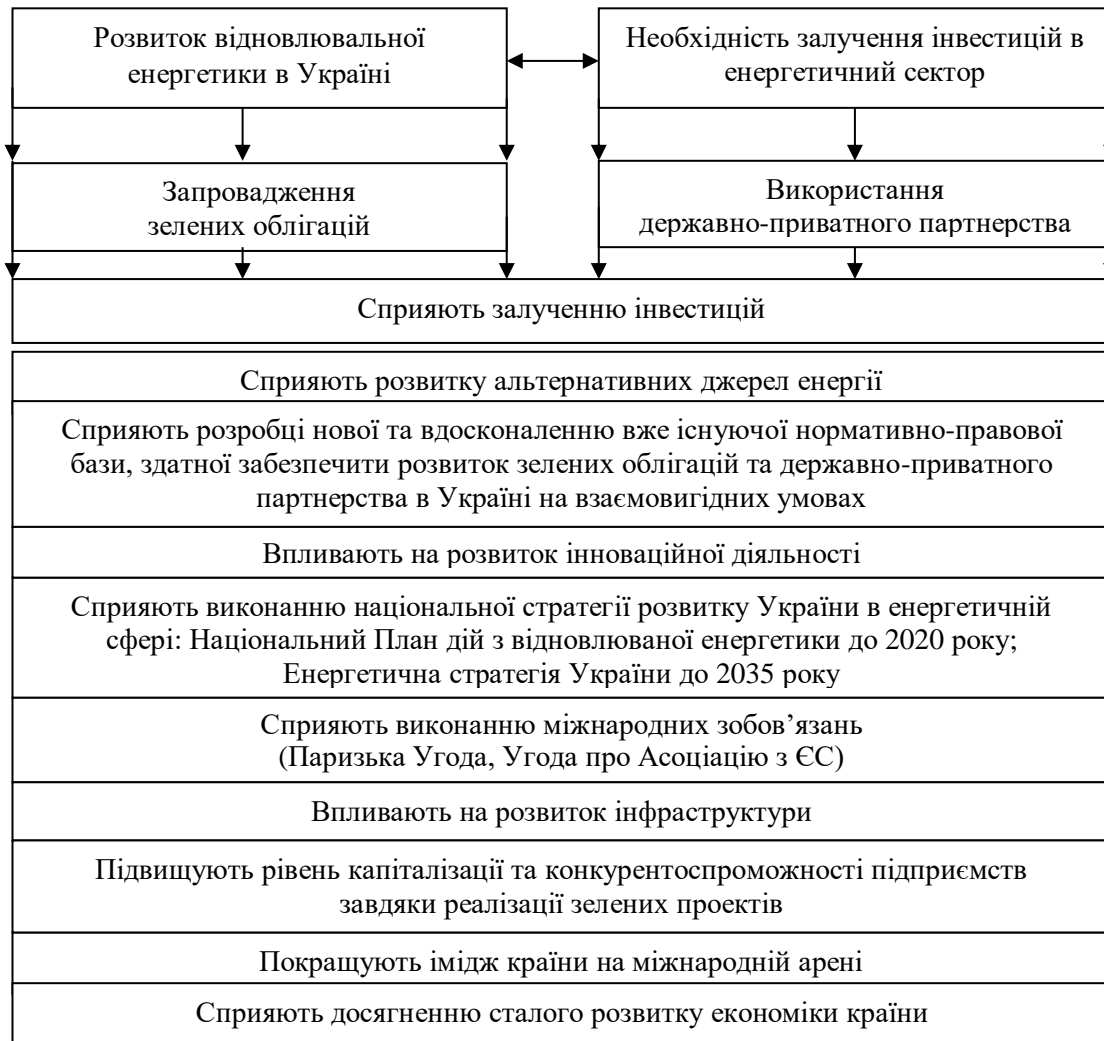 Розвиток відновлювальної
енергетики в Україні
Необхідність залучення інвестицій в
енергетичний сектор
Запровадження
зелених облігацій
Використання
державно-приватного партнерства
Сприяють залученню інвестицій
Сприяють розвитку альтернативних джерел енергії
Сприяють розробці нової та вдосконаленню вже існуючої нормативно-правової
бази, здатної забезпечити розвиток зелених облігацій та державно-приватного
партнерства в Україні на взаємовигідних умовах
Впливають на розвиток інноваційної діяльності
Сприяють виконанню національної стратегії розвитку України в енергетичній
сфері: Національний План дій з відновлюваної енергетики до 2020 року;
Енергетична стратегія України до 2035 року
Сприяють виконанню міжнародних зобов’язань
(Паризька Угода, Угода про Асоціацію з ЄС)
Впливають на розвиток інфраструктури
Підвищують рівень капіталізації та конкурентоспроможності підприємств
завдяки реалізації зелених проектів
Покращують імідж країни на міжнародній арені
Сприяють досягненню сталого розвитку економіки країни